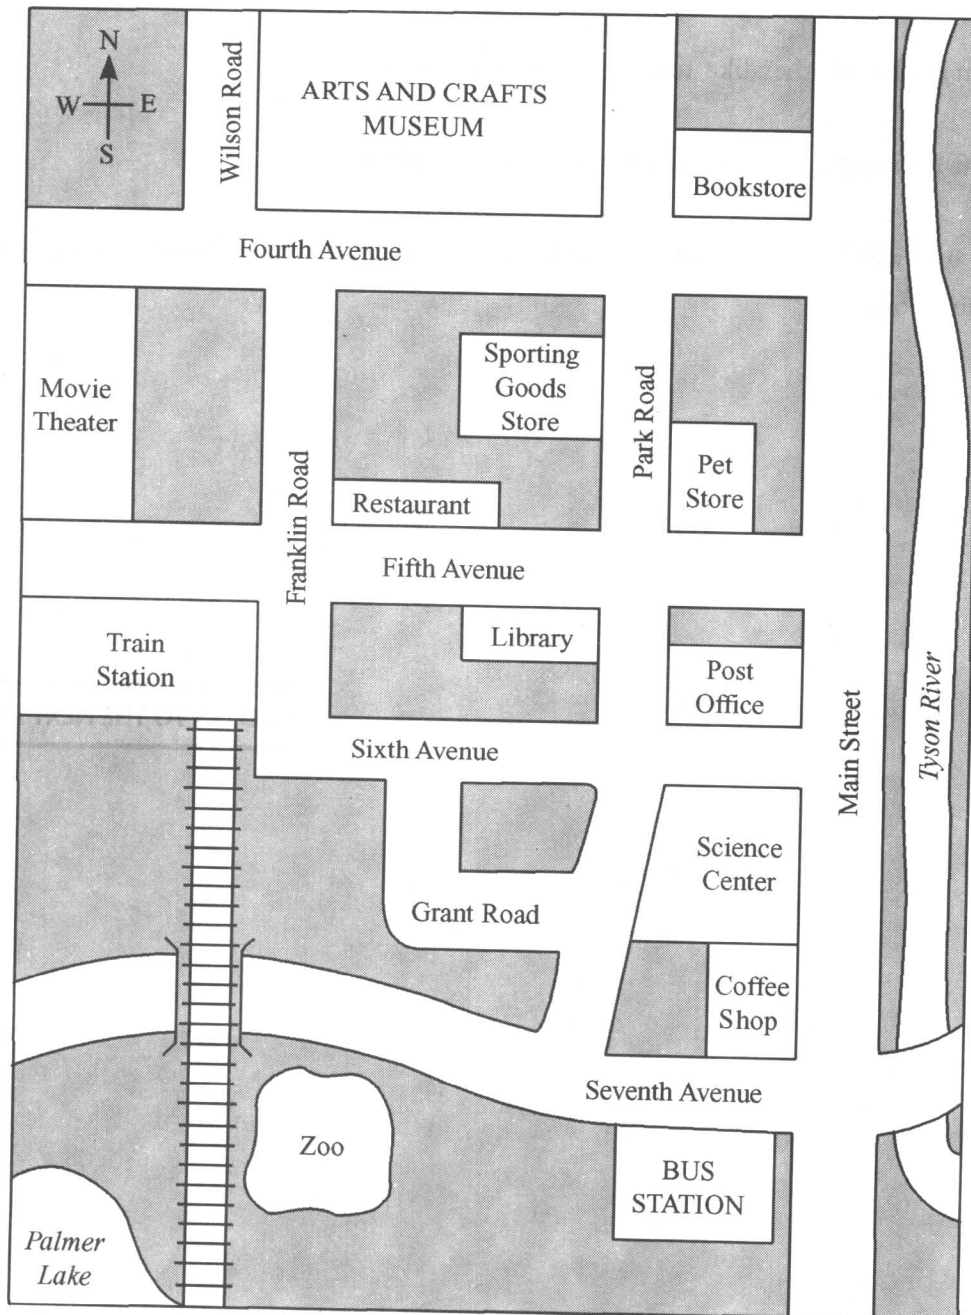 N
W E
S
Wilson Road
ARTS AND CRAFTS
MUSEUM
Bookstore
Fourth Avenue
Movie
Theater
Sporting
Goods
Store
Park Road
Pet
Store
Restaurant
Franklin Road
Fifth Avenue
Train
Station
Library
Post
Office
Main Street
Tyson River
Sixth Avenue
Science
Center
Grant Road
Coffee
Shop
Seventh Avenue
Zoo
BUS
STATION
Palmer
Lake